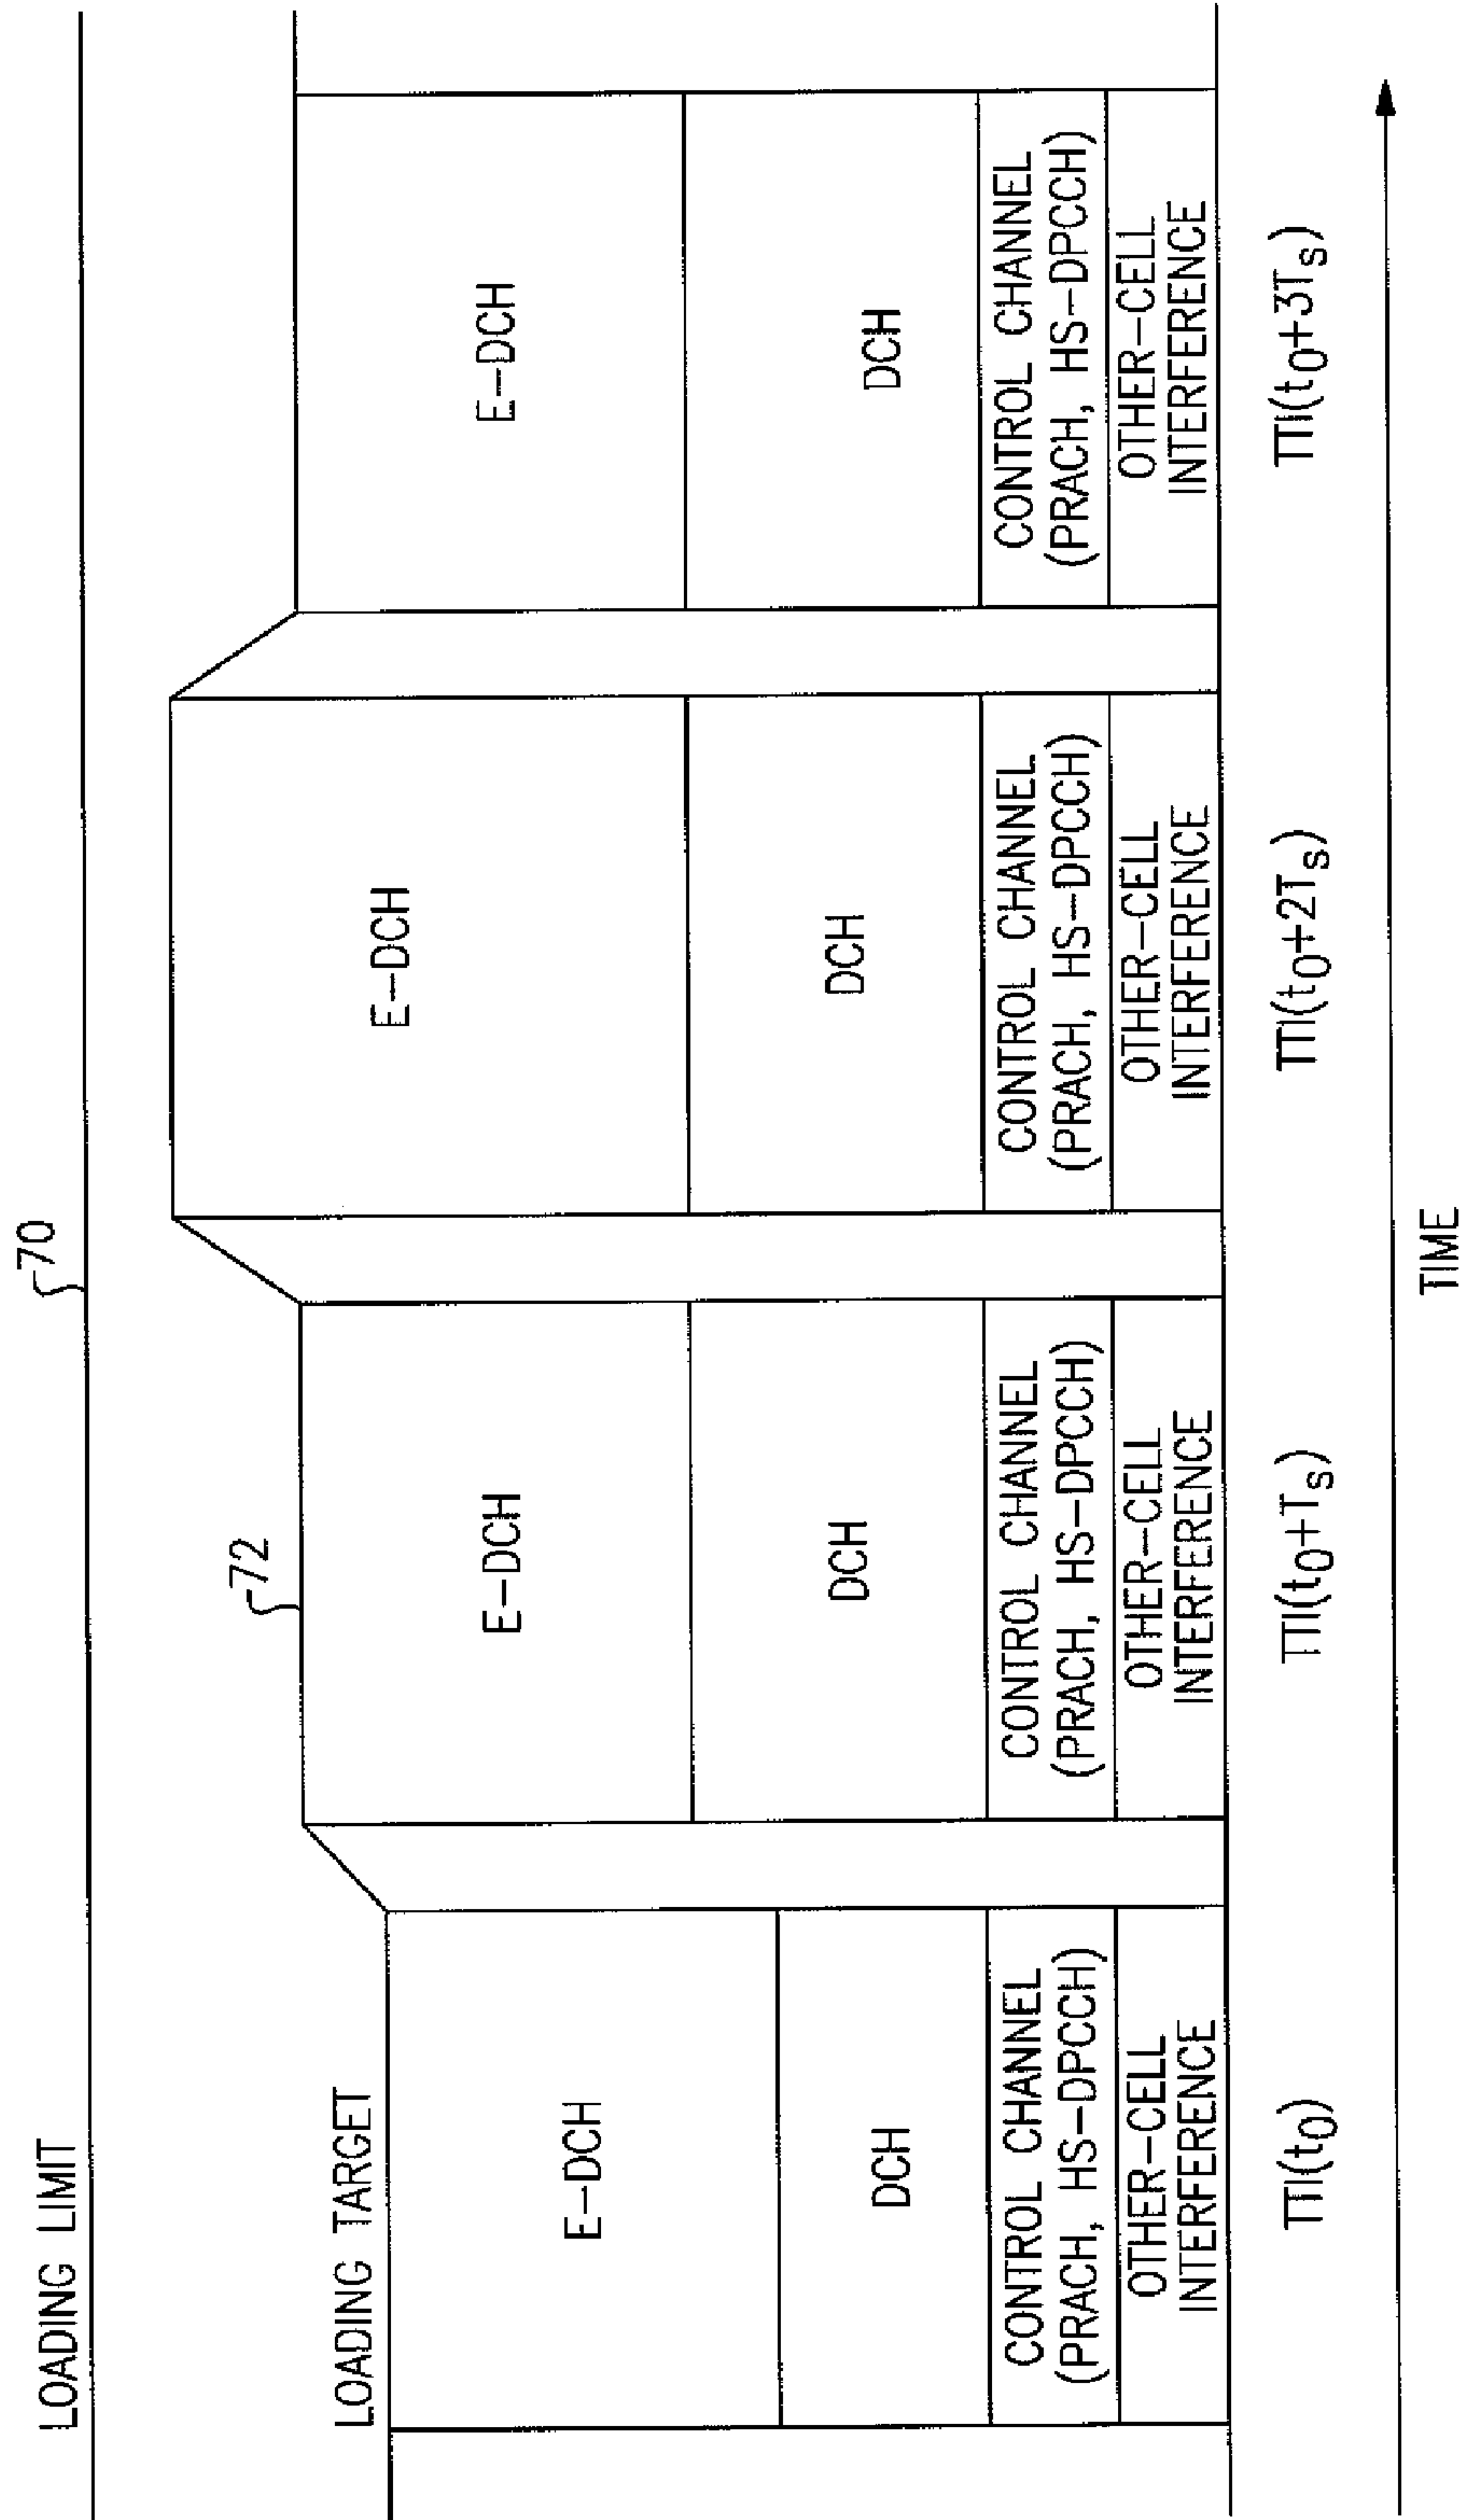 70
LOADING LIMIT
72
LOADING TARGET
E-DCH
DCH
CONTROL CHANNEL
(PRACH, HS-DPCCH)
OTHER-CELL
INTERFERENCE
TTI(t0)
E-DCH
DCH
CONTROL CHANNEL
(PRACH, HS-DPCCH)
OTHER-CELL
INTERFERENCE
TTI(t0+Ts)
E-DCH
DCH
CONTROL CHANNEL
(PRACH, HS-DPCCH)
OTHER-CELL
INTERFERENCE
TTI(t0+2Ts)
E-DCH
DCH
CONTROL CHANNEL
(PRACH, HS-DPCCH)
OTHER-CELL
INTERFERENCE
TTI(t0+3Ts)
TIME